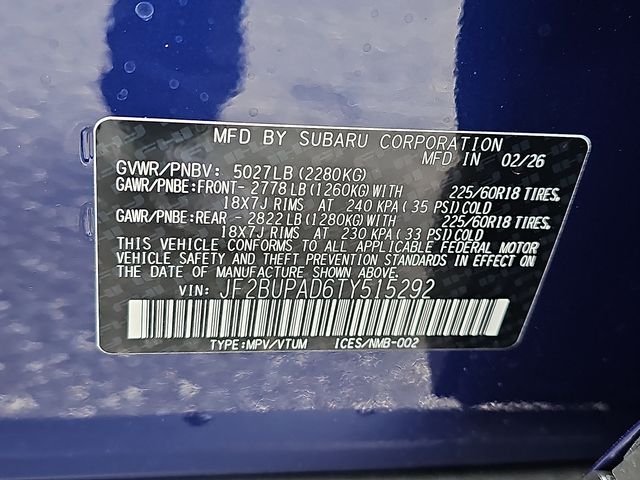 MFD BY SUBARU CORPORATION
MFD IN 02/26
GVWR/PNBV: 5027LB (2280KG)
GAWR/PNBE:FRONT- 2778 LB (1260KG) WITH 225/60R18 TIRES,
18X7J RIMS AT 240 KPA (35 PSI) COLD
GAWR/PNBE:REAR - 2822 LB (1280KG) WITH 225/60R18 TIRES,
18X7J RIMS AT 230 KPA (33 PSI) COLD
THIS VEHICLE CONFORMS TO ALL APPLICABLE FEDERAL MOTOR
VEHICLE SAFETY AND THEFT PREVENTION STANDARDS IN EFFECT ON
THE DATE OF MANUFACTURE SHOWN ABOVE.
VIN: JF2BUPAD6TY515292
TYPE:MPV/VTUM ICES/NMB-002